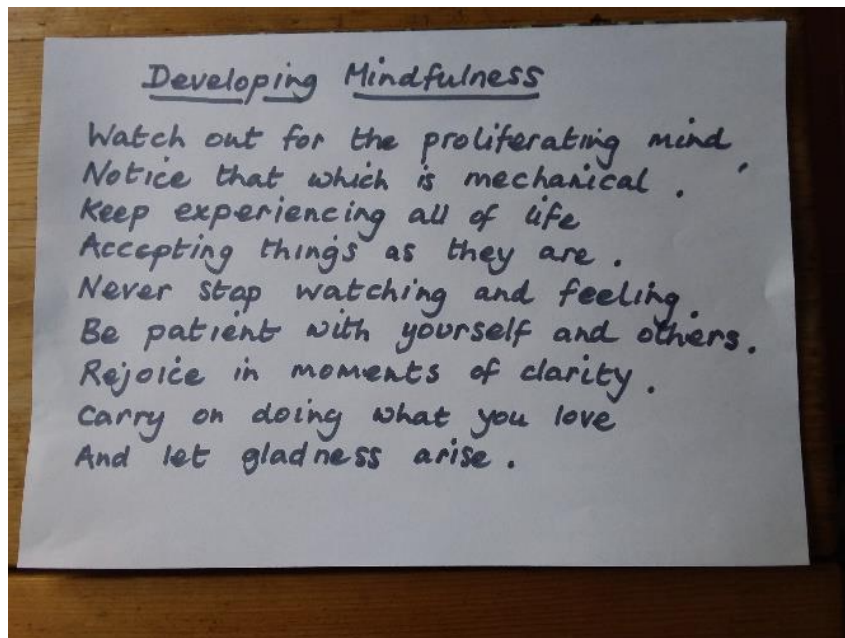 Developing Mindfulness
Watch out for the proliferating mind,
Notice that which is mechanical.
Keep experiencing all of life
Accepting things as they are.
Never stop watching and feeling.
Be patient with yourself and others.
Rejoice in moments of clarity.
Carry on doing what you love
And let gladness arise.